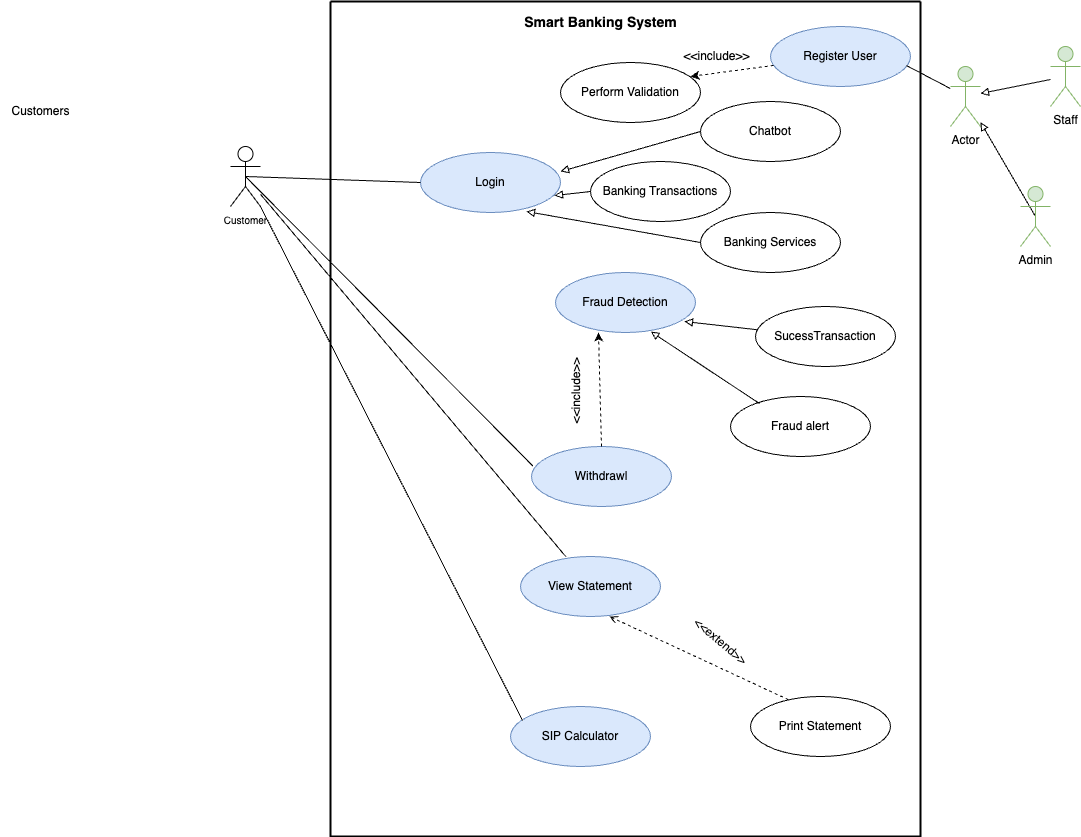 Smart Banking System
<<include>>
Register User
Perform Validation
Staff
Customers
Chatbot
Actor
Login
Banking Transactions
Customer
Banking Services
Admin
Fraud Detection
SucessTransaction
<<include>>
Fraud alert
Withdrawl
View Statement
<<extend>>
Print Statement
SIP Calculator